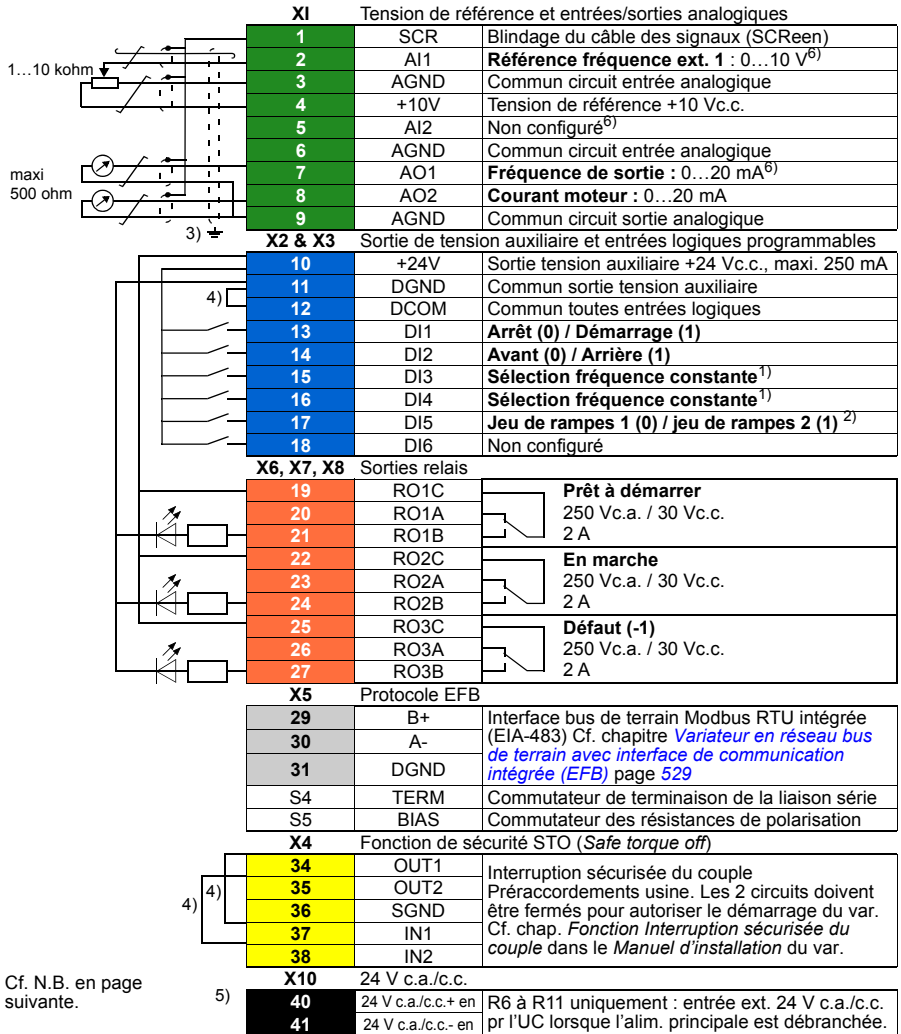 XI Tension de référence et entrées/sorties analogiques
1 SCR Blindage du câble des signaux (SCReen)
2 AI1 Référence fréquence ext. 1 : 0…10 V6)
1…10 kohm
3 AGND Commun circuit entrée analogique
4 +10V Tension de référence +10 Vc.c.
5 AI2 Non configuré6)
6 AGND Commun circuit entrée analogique
maxi
500 ohm
7 AO1 Fréquence de sortie : 0…20 mA6)
8 AO2 Courant moteur : 0…20 mA
9 AGND Commun circuit sortie analogique
3)
X2 & X3 Sortie de tension auxiliaire et entrées logiques programmables
10 +24V Sortie tension auxiliaire +24 Vc.c., maxi. 250 mA
11 DGND Commun sortie tension auxiliaire
4)
12 DCOM Commun toutes entrées logiques
13 DI1 Arrêt (0) / Démarrage (1)
14 DI2 Avant (0) / Arrière (1)
15 DI3 Sélection fréquence constante1)
16 DI4 Sélection fréquence constante1)
17 DI5 Jeu de rampes 1 (0) / jeu de rampes 2 (1) 2)
18 DI6 Non configuré
X6, X7, X8 Sorties relais
19 RO1C Prêt à démarrer
20 RO1A 250 Vc.a. / 30 Vc.c.
21 RO1B 2 A
22 RO2C En marche
23 RO2A 250 Vc.a. / 30 Vc.c.
24 RO2B 2 A
25 RO3C Défaut (-1)
26 RO3A 250 Vc.a. / 30 Vc.c.
27 RO3B 2 A
X5 Protocole EFB
29 B+
30 A-
31 DGND
Interface bus de terrain Modbus RTU intégrée
(EIA-483) Cf. chapitre Variateur en réseau bus
de terrain avec interface de communication
intégrée (EFB) page 529
S4 TERM Commutateur de terminaison de la liaison série
S5 BIAS Commutateur des résistances de polarisation
X4 Fonction de sécurité STO (Safe torque off)
4)
4)
34 OUT1
35 OUT2
36 SGND
37 IN1
38 IN2
Interruption sécurisée du couple
Préraccordements usine. Les 2 circuits doivent
être fermés pour autoriser le démarrage du var.
Cf. chap. Fonction Interruption sécurisée du
couple dans le Manuel d'installation du var.
X10 24 V c.a./c.c.
Cf. N.B. en page
suivante.
5)
40 24 V c.a./c.c.+ en
41 24 V c.a./c.c.- en
R6 à R11 uniquement : entrée ext. 24 V c.a./c.c.
pr l'UC lorsque l'alim. principale est débranchée.